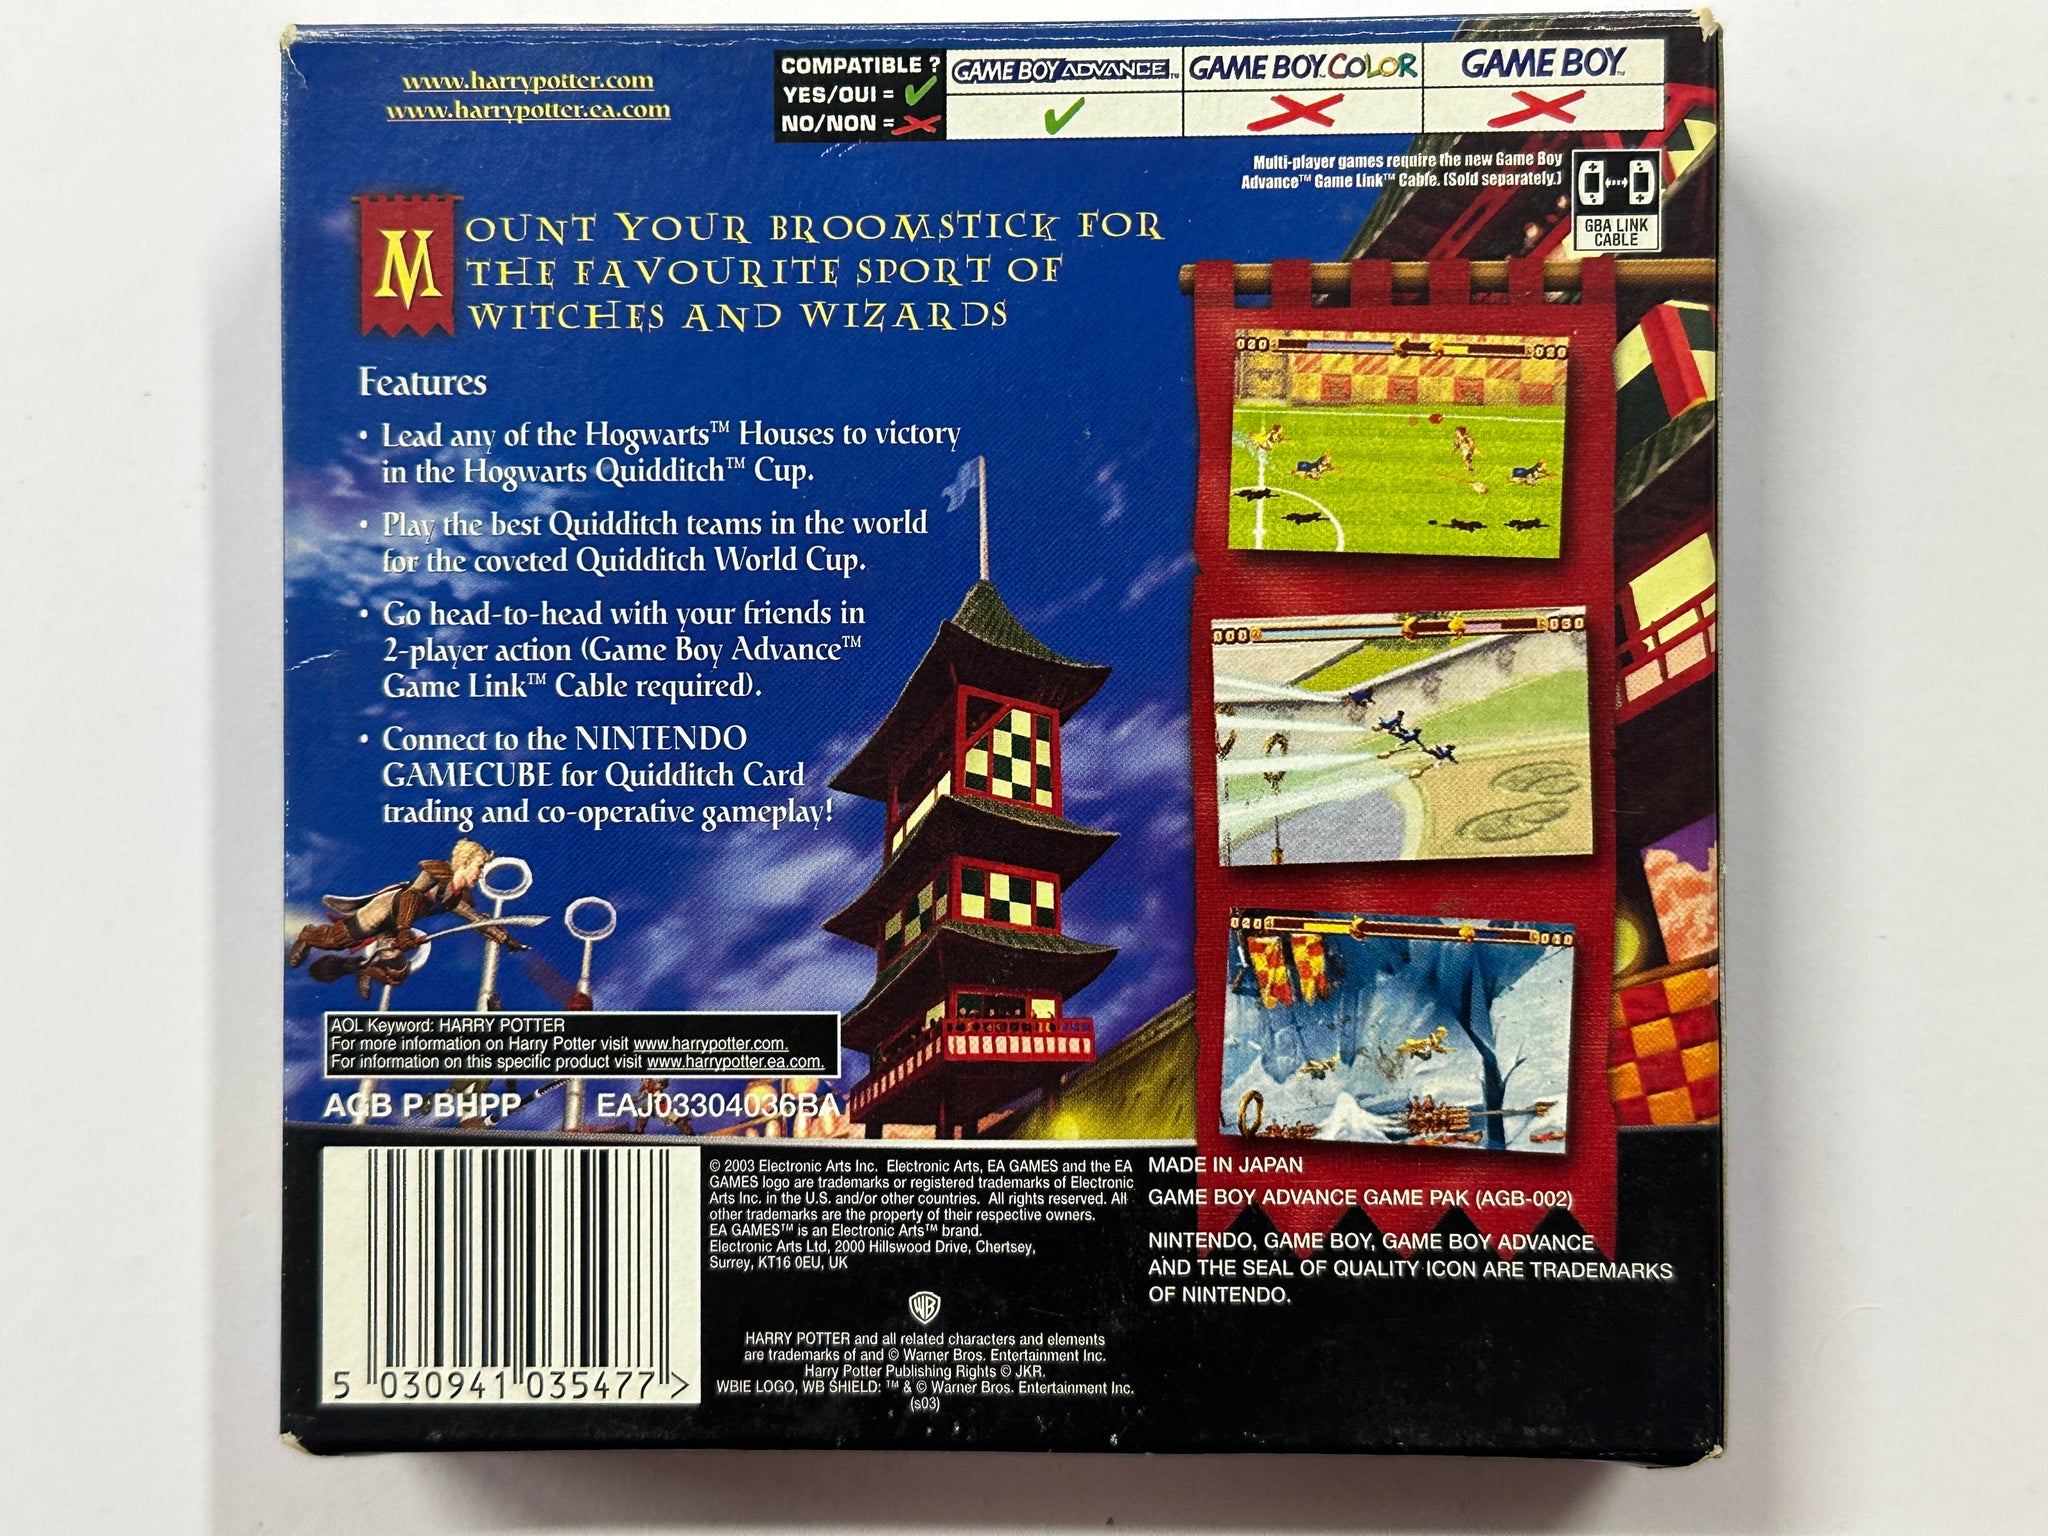 www.harrypotter.com
www.harrypotter.ea.com
COMPATIBLE ?
YES/OUI =
NO/NON =
GAME BOY ADVANCE™
GAME BOY™ COLOR
GAME BOY™
Multi-player games require the new Game Boy
Advance™ Game Link™ Cable. (Sold separately.)
GBA LINK
CABLE
MOUNT YOUR BROOMSTICK FOR
THE FAVOURITE SPORT OF
WITCHES AND WIZARDS
Features
• Lead any of the Hogwarts™ Houses to victory
in the Hogwarts Quidditch™ Cup.
• Play the best Quidditch teams in the world
for the coveted Quidditch World Cup.
• Go head-to-head with your friends in
2-player action (Game Boy Advance™
Game Link™ Cable required).
• Connect to the NINTENDO
GAMECUBE for Quidditch Card
trading and co-operative gameplay!
020 020
000
AOL Keyword: HARRY POTTER
For more information on Harry Potter visit www.harrypotter.com.
For information on this specific product visit www.harrypotter.ea.com.
AGB P BHPP EAJ03304036BA
5 030941 035477 >
© 2003 Electronic Arts Inc. Electronic Arts, EA GAMES and the EA
GAMES logo are trademarks or registered trademarks of Electronic
Arts Inc. in the U.S. and/or other countries. All rights reserved. All
other trademarks are the property of their respective owners.
EA GAMES™ is an Electronic Arts™ brand.
Electronic Arts Ltd, 2000 Hillswood Drive, Chertsey,
Surrey, KT16 0EU, UK
WB
HARRY POTTER and all related characters and elements
are trademarks of and © Warner Bros. Entertainment Inc.
Harry Potter Publishing Rights © JKR.
WBIE LOGO, WB SHIELD: ™ & © Warner Bros. Entertainment Inc.
(s03)
MADE IN JAPAN
GAME BOY ADVANCE GAME PAK (AGB-002)
NINTENDO, GAME BOY, GAME BOY ADVANCE
AND THE SEAL OF QUALITY ICON ARE TRADEMARKS
OF NINTENDO.